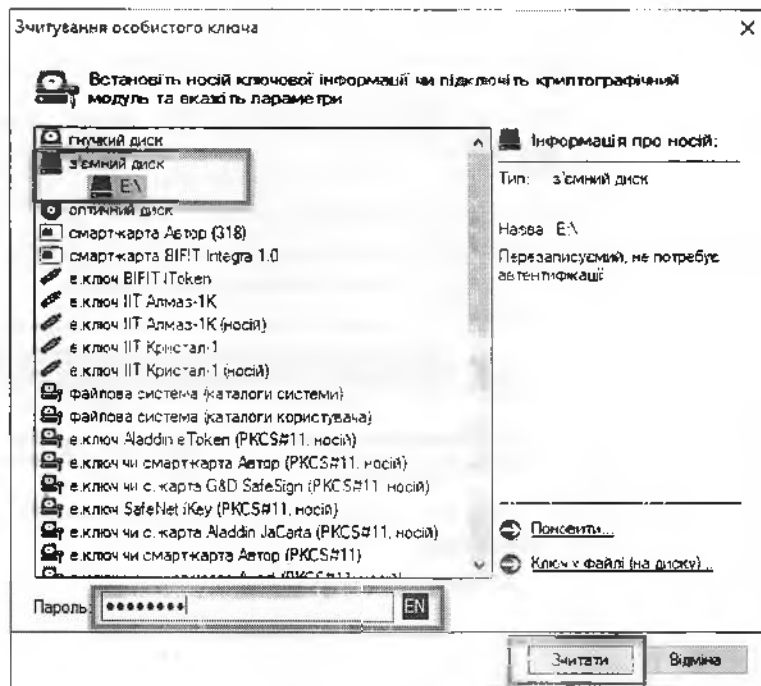 Зчитування особистого ключа
Встановіть носій ключової інформації чи підключіть криптографічний
модуль та вкажіть параметри
гнучкий диск
з'ємний диск
E:\
оптичний диск
смарт-карта Автор (318)
смарт-карта BIFIT Integra 1.0
е.ключ BIFIT iToken
е.ключ ІІТ Алмаз-1К
е.ключ ІІТ Алмаз-1К (носій)
е.ключ ІІТ Кристал-1
е.ключ ІІТ Кристал-1 (носій)
файлова система (каталоги системи)
файлова система (каталоги користувача)
е.ключ Aladdin eToken (PKCS#11, носій)
е.ключ чи смарт-карта Автор (PKCS#11, носій)
е.ключ чи с. карта G&D SafeSign (PKCS#11 носій)
е.ключ SafeNet iKey (PKCS#11, носій)
е.ключ чи с. карта Aladdin JaCarta (PKCS#11, носій)
е.ключ чи смарт-карта Автор (PKCS#11)
Інформація про носій:
Тип: з'ємний диск
Назва E:\
Перезаписуємий, не потребує
автентифікації
Поновити...
Ключ у файлі (на диску)...
Пароль: ●●●●●●●●
EN
Зчитати
Відміна